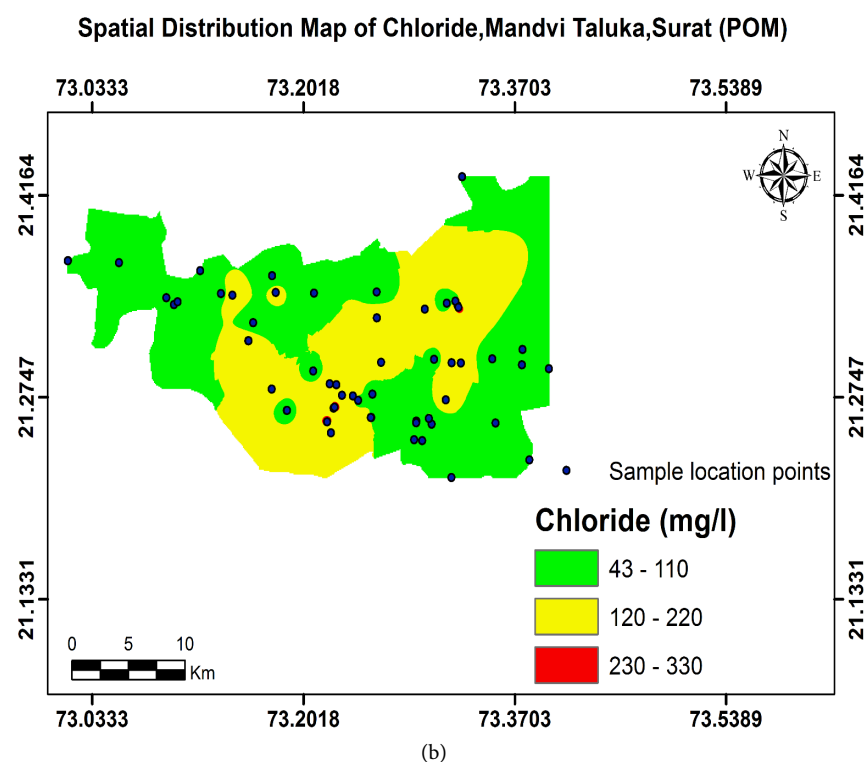 Spatial Distribution Map of Chloride,Mandvi Taluka,Surat (POM)
73.0333 73.2018 73.3703 73.5389
N
W E
S
21.4164 21.4164
21.2747 21.2747
Sample location points
Chloride (mg/l)
43 - 110
21.1331 120 - 220 21.1331
230 - 330
0 5 10
Km
73.0333 73.2018 73.3703 73.5389
(b)